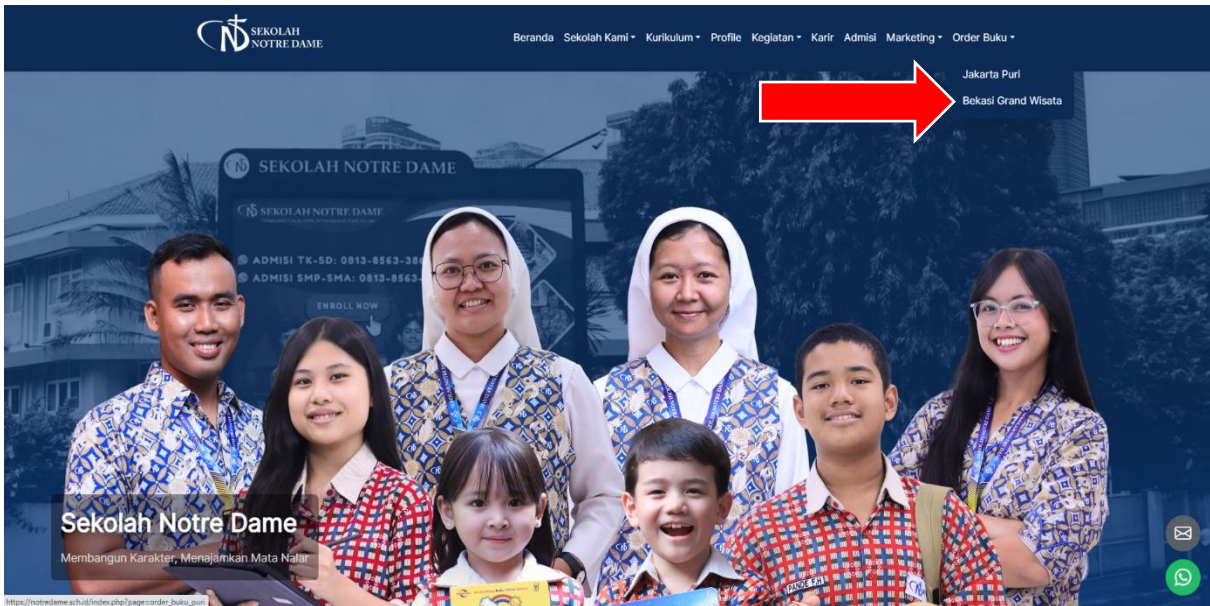 SEKOLAH
NOTRE DAME
Beranda Sekolah Kami Kurikulum Profile Kegiatan Karir Admisi Marketing Order Buku
Jakarta Puri
Bekasi Grand Wisata
SEKOLAH NOTRE DAME
SEKOLAH NOTRE DAME
ADMISI TK-SD: 0813-8563-386
ADMISI SMP-SMA: 0813-8563-
ENROLL NOW
Sekolah Notre Dame
Membangun Karakter, Menajamkan Mata Nalar
PANDE F.H
https://notredame.sch.id/index.php?page=order_buku_puri